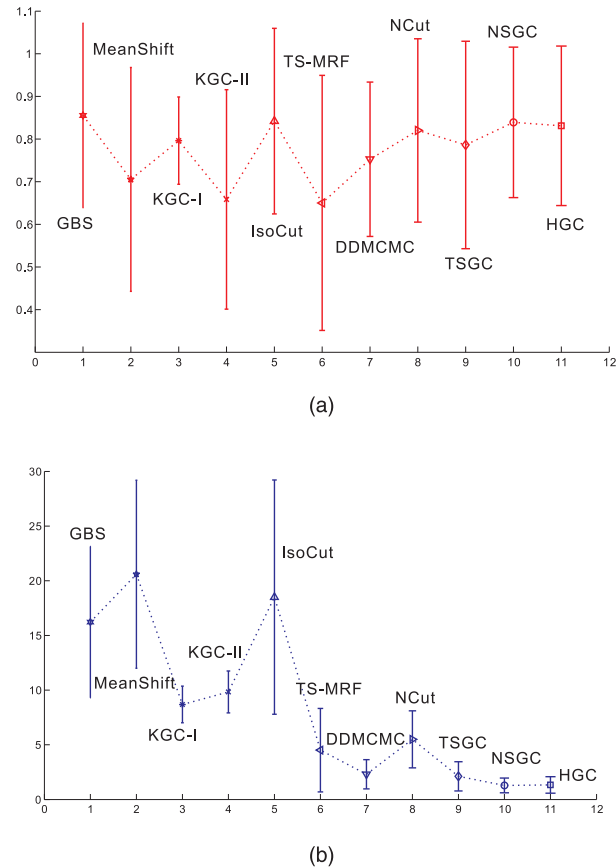 1.1
MeanShift
NCut
NSGC
1
KGC-II
TS-MRF
0.9
0.8
0.7
KGC-I
GBS
IsoCut
DDMCMC
HGC
0.6
TSGC
0.5
0.4
0 1 2 3 4 5 6 7 8 9 10 11 12
(a)
30
25
GBS
IsoCut
20
15
KGC-II
MeanShift
TS-MRF
10
NCut
KGC-I
DDMCMC
TSGC
5
NSGC
HGC
0
0 1 2 3 4 5 6 7 8 9 10 11 12
(b)